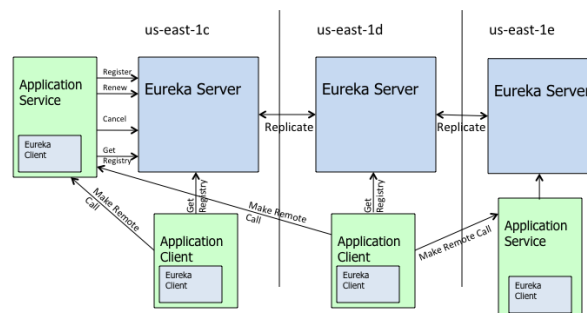 us-east-1c
us-east-1d
us-east-1e
Application
Service
Eureka
Client
Register
Renew
Cancel
Get
Registry
Eureka Server
Eureka Server
Eureka Server
Replicate
Replicate
Make Remote
Call
Get
Registry
Make Remote
Call
Get
Registry
Make Remote Call
Application
Client
Eureka
Client
Application
Client
Eureka
Client
Application
Service
Eureka
Client